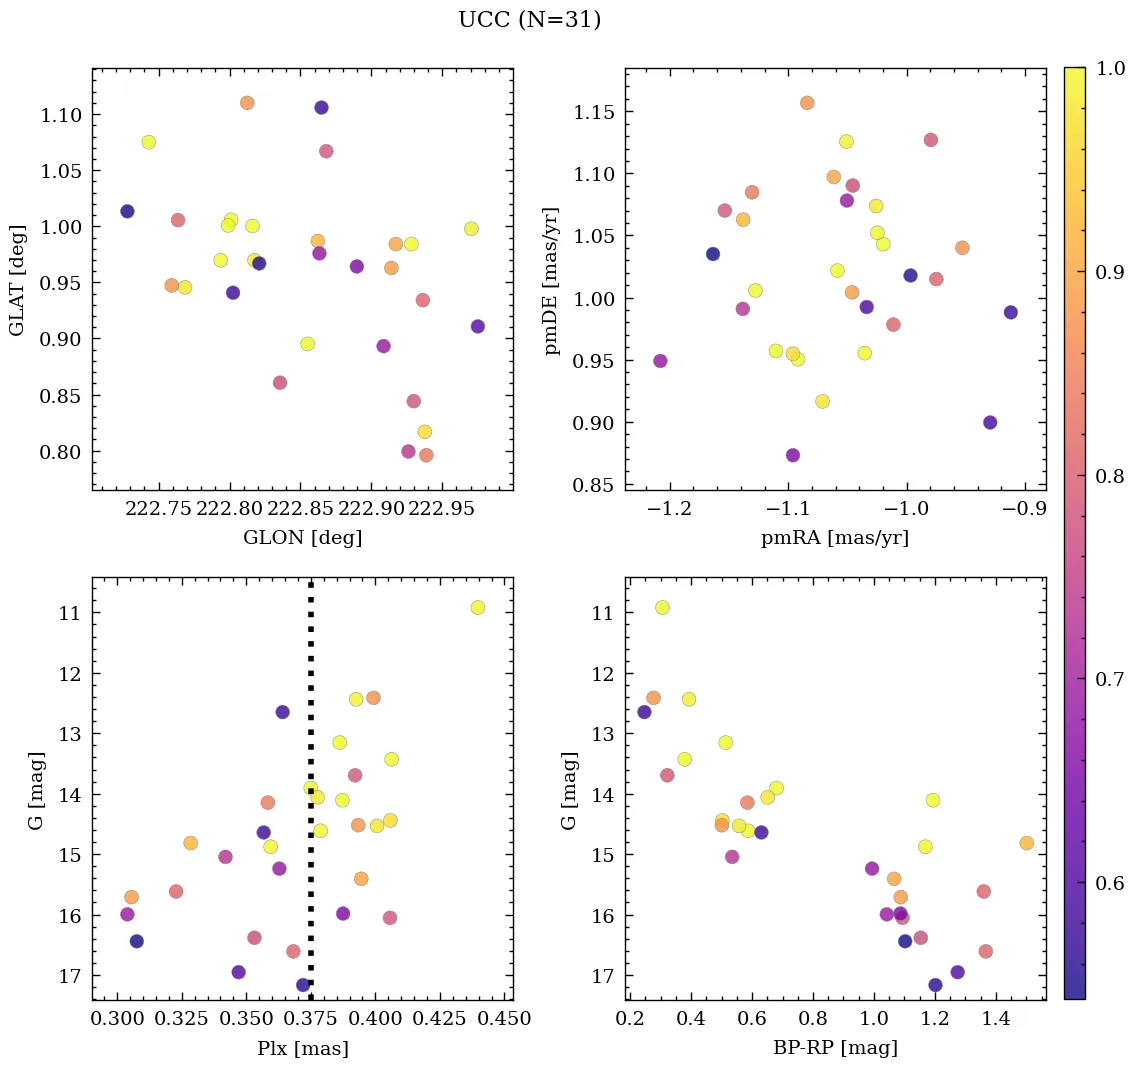 UCC (N=31)
1.10
1.05
1.00
0.95
0.90
0.85
0.80
GLAT [deg]
222.75 222.80 222.85 222.90 222.95
GLON [deg]
1.15
1.10
1.05
1.00
0.95
0.90
0.85
pmDE [mas/yr]
−1.2 −1.1 −1.0 −0.9
pmRA [mas/yr]
1.0
0.9
0.8
0.7
0.6
11
12
13
14
15
16
17
G [mag]
0.300 0.325 0.350 0.375 0.400 0.425 0.450
Plx [mas]
11
12
13
14
15
16
17
G [mag]
0.2 0.4 0.6 0.8 1.0 1.2 1.4
BP-RP [mag]